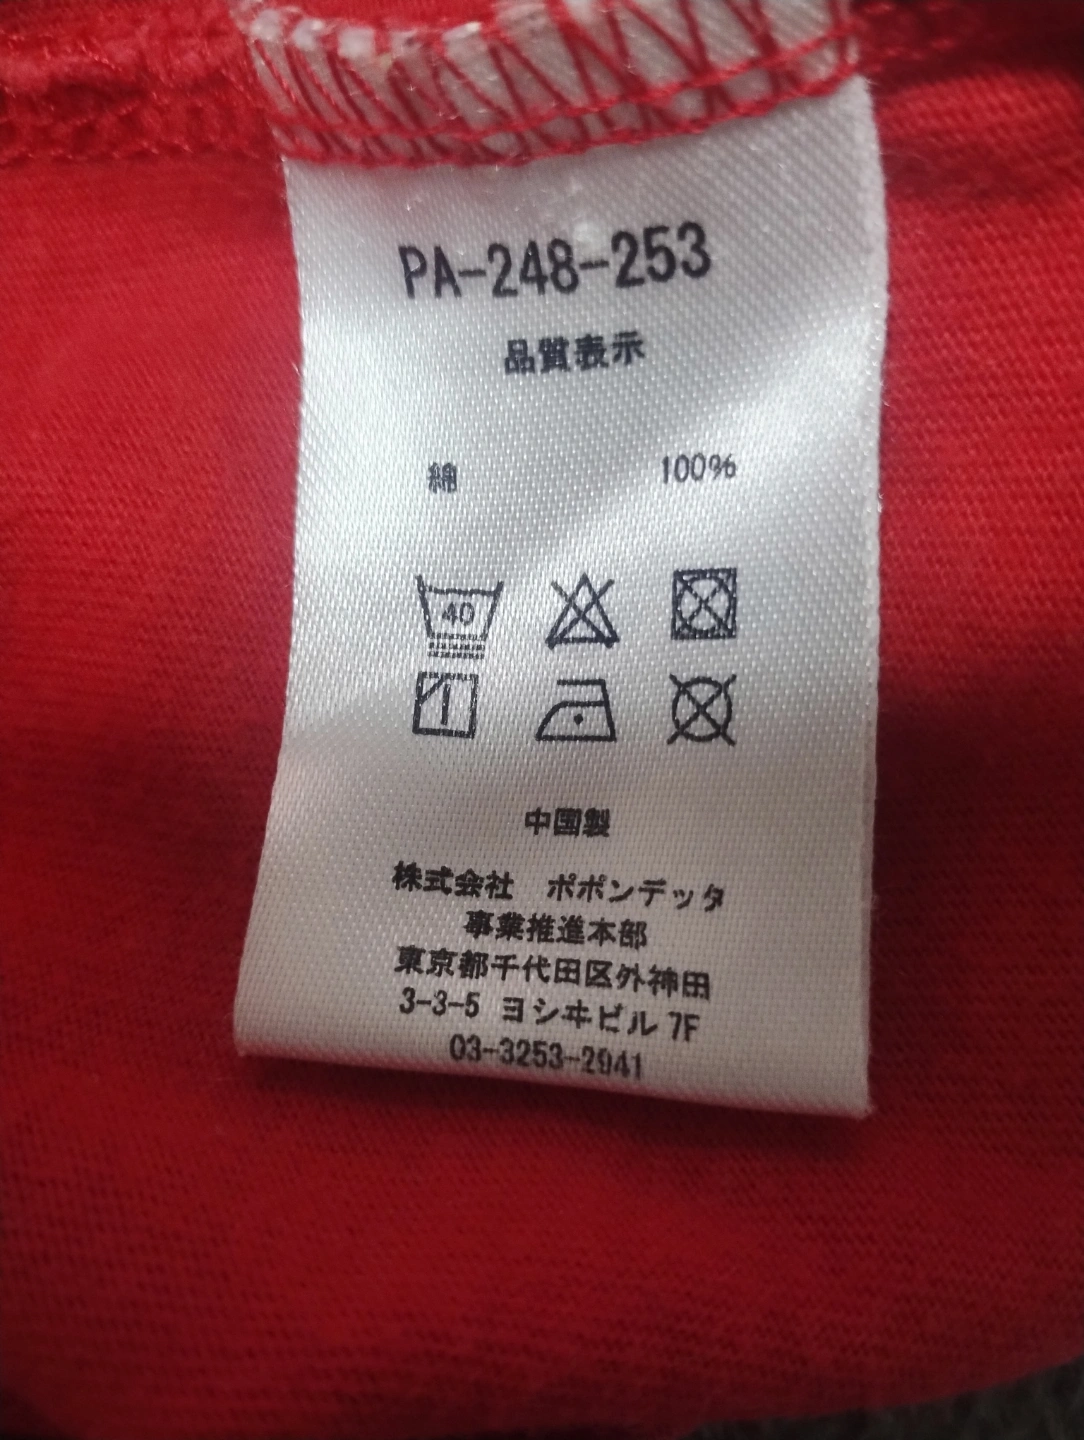 PA-248-253
品質表示
綿 100%
40
中国製
株式会社 ポポンデッタ
事業推進本部
東京都千代田区外神田
3-3-5 ヨシヰビル 7F
03-3253-2941